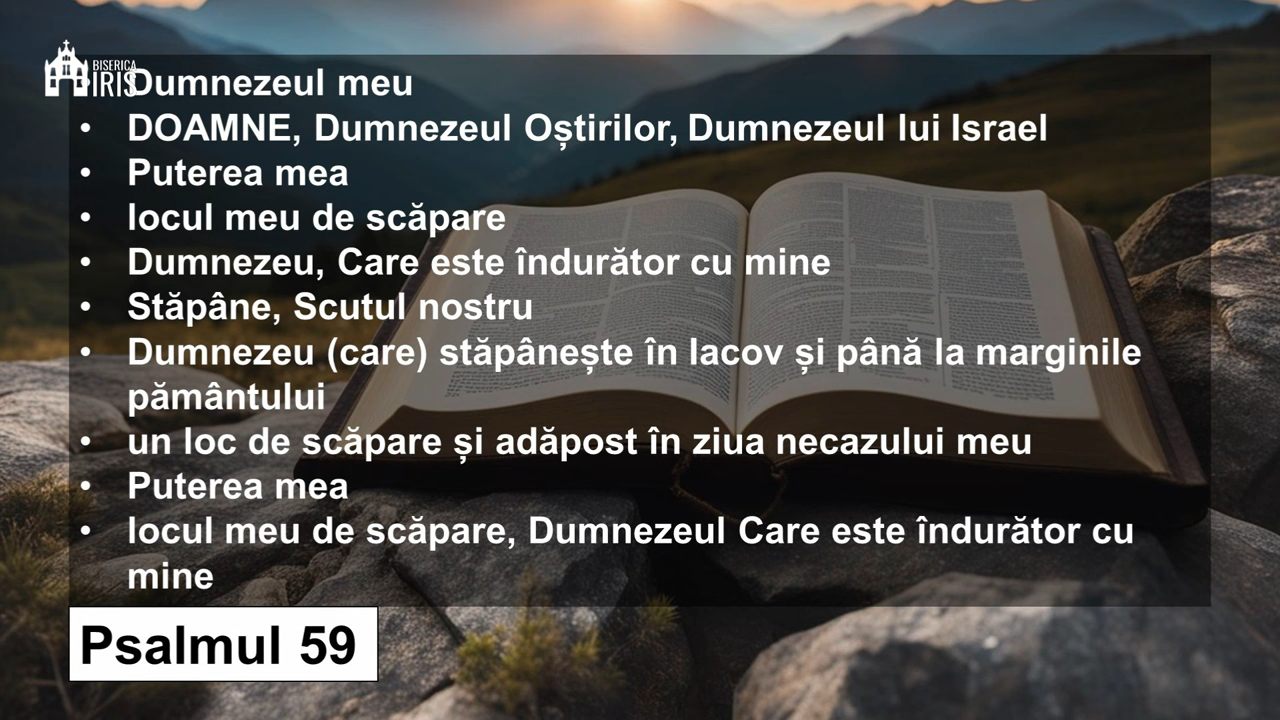 BISERICA
IRIS
• Dumnezeul meu
• DOAMNE, Dumnezeul Oștirilor, Dumnezeul lui Israel
• Puterea mea
• locul meu de scăpare
• Dumnezeu, Care este îndurător cu mine
• Stăpâne, Scutul nostru
• Dumnezeu (care) stăpânește în Iacov și până la marginile
pământului
• un loc de scăpare și adăpost în ziua necazului meu
• Puterea mea
• locul meu de scăpare, Dumnezeul Care este îndurător cu
mine
Psalmul 59